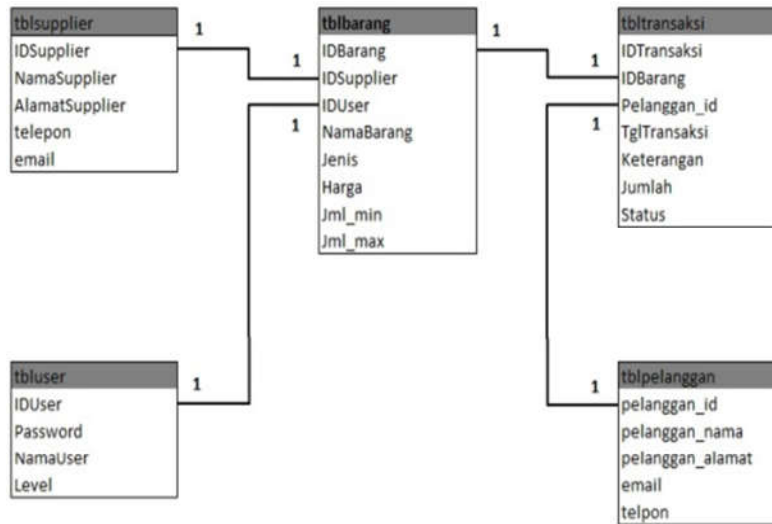 tblsupplier
IDSupplier
NamaSupplier
AlamatSupplier
telepon
email
1
1
1
tblbarang
IDBarang
IDSupplier
IDUser
NamaBarang
Jenis
Harga
Jml_min
Jml_max
1
1
1
tbltransaksi
IDTransaksi
IDBarang
Pelanggan_id
TglTransaksi
Keterangan
Jumlah
Status
tbluser
IDUser
Password
NamaUser
Level
1
1
tblpelanggan
pelanggan_id
pelanggan_nama
pelanggan_alamat
email
telpon